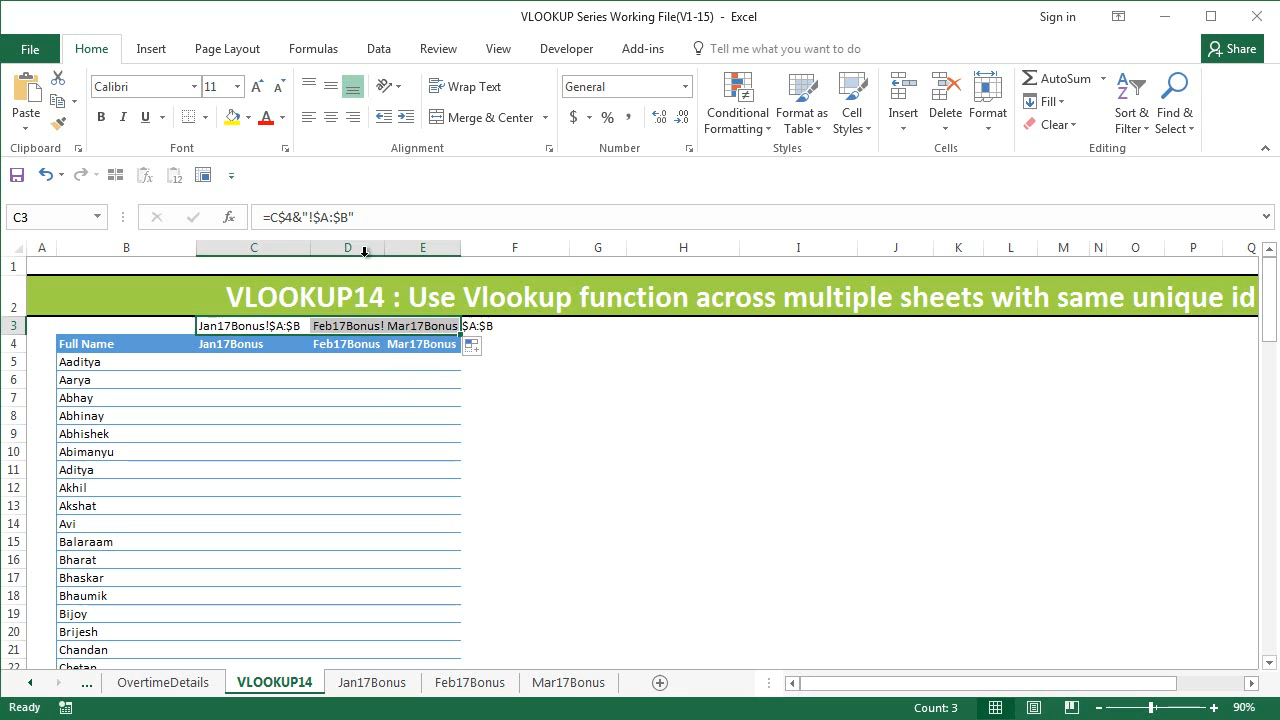 VLOOKUP Series Working File(V1-15) - Excel
Sign in
File Home Insert Page Layout Formulas Data Review View Developer Add-ins Tell me what you want to do Share
Paste
Clipboard
Calibri 11
B I U
Font
Wrap Text
Merge & Center
Alignment
General
$ % ,
Number
Conditional Formatting
Format as Table
Cell Styles
Styles
Insert Delete Format
Cells
AutoSum
Fill
Clear
Sort & Filter
Find & Select
Editing
C3 fx =C$4&"!$A:$B"
A B C D E F G H I J K L M N O P Q
1
2 VLOOKUP14 : Use Vlookup function across multiple sheets with same unique id
3 Jan17Bonus!$A:$B Feb17Bonus! Mar17Bonus $A:$B
4 Full Name Jan17Bonus Feb17Bonus Mar17Bonus
5 Aaditya
6 Aarya
7 Abhay
8 Abhinay
9 Abhishek
10 Abimanyu
11 Aditya
12 Akhil
13 Akshat
14 Avi
15 Balaraam
16 Bharat
17 Bhaskar
18 Bhaumik
19 Bijoy
20 Brijesh
21 Chandan
22 Chetan
... OvertimeDetails VLOOKUP14 Jan17Bonus Feb17Bonus Mar17Bonus
Ready Count: 3 90%